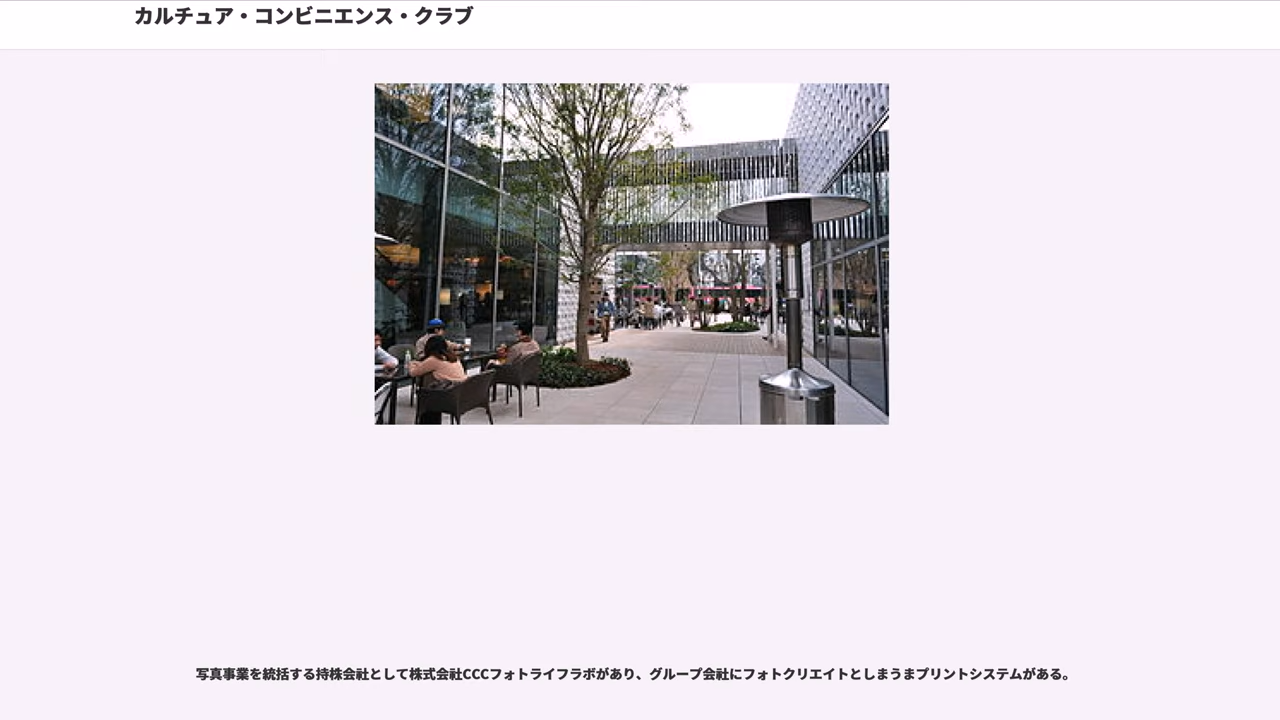 カルチュア・コンビニエンス・クラブ
写真事業を統括する持株会社として株式会社CCCフォトライフラボがあり、グループ会社にフォトクリエイトとしまうまプリントシステムがある。